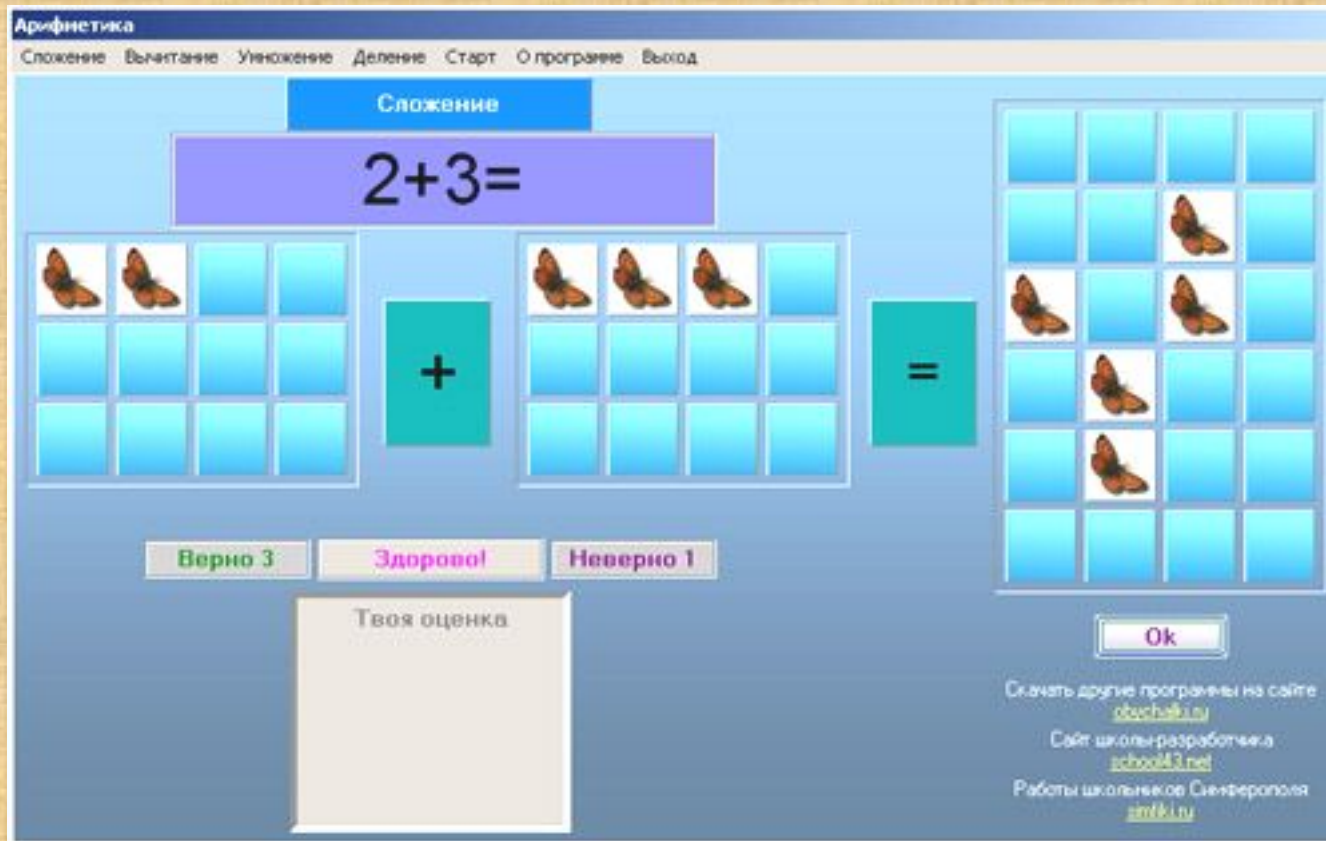 Арифметика
Сложение Вычитание Умножение Деление Старт О программе Выход
Сложение
2+3=
+
=
Верно 3 Здорово! Неверно 1
Твоя оценка
Ok
Скачать другие программы на сайте
obychalki.ru
Сайт школы-разработчика
school43.net
Работы школьников Симферополя
simfiki.ru